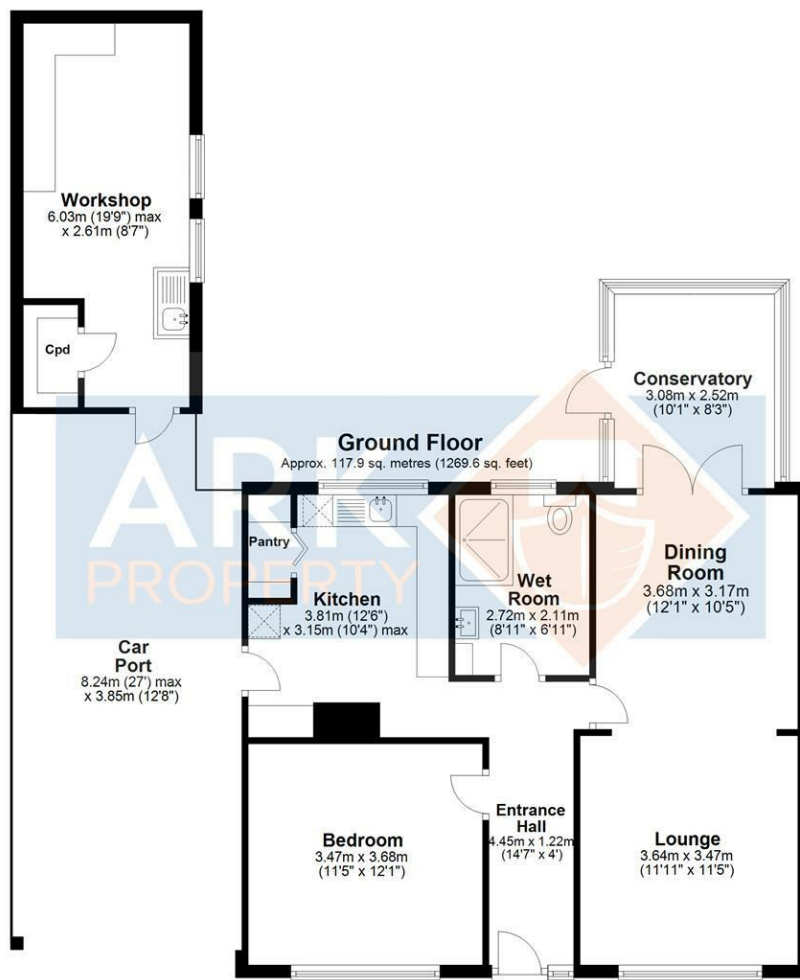 Workshop
6.03m (19'9") max
x 2.61m (8'7")
Cpd
Conservatory
3.08m x 2.52m
(10'1" x 8'3")
Ground Floor
Approx. 117.9 sq. metres (1269.6 sq. feet)
ARK
PROPERTY
Pantry
Kitchen
3.81m (12'6")
x 3.15m (10'4") max
Wet
Room
2.72m x 2.11m
(8'11" x 6'11")
Dining
Room
3.68m x 3.17m
(12'1" x 10'5")
Car
Port
8.24m (27') max
x 3.85m (12'8")
Bedroom
3.47m x 3.68m
(11'5" x 12'1")
Entrance
Hall
4.45m x 1.22m
(14'7" x 4')
Lounge
3.64m x 3.47m
(11'11" x 11'5")